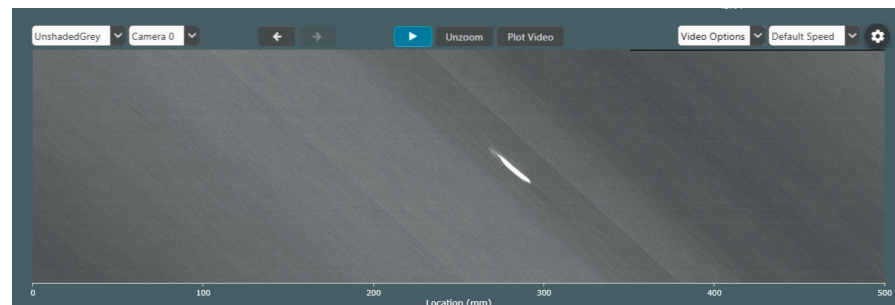 UnshadedGrey Camera 0 Unzoom Plot Video Video Options Default Speed
0 100 200 300 400 500
Location (mm)